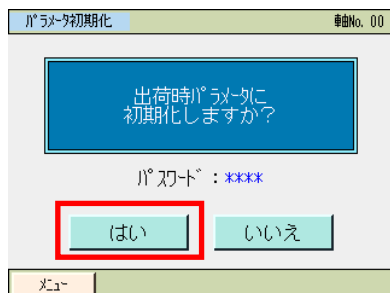 ﾊﾟﾗﾒｰﾀ初期化 軸No. 00
出荷時ﾊﾟﾗﾒｰﾀに
初期化しますか？
ﾊﾟｽﾜｰﾄﾞ：****
はい いいえ
ﾒﾆｭｰ